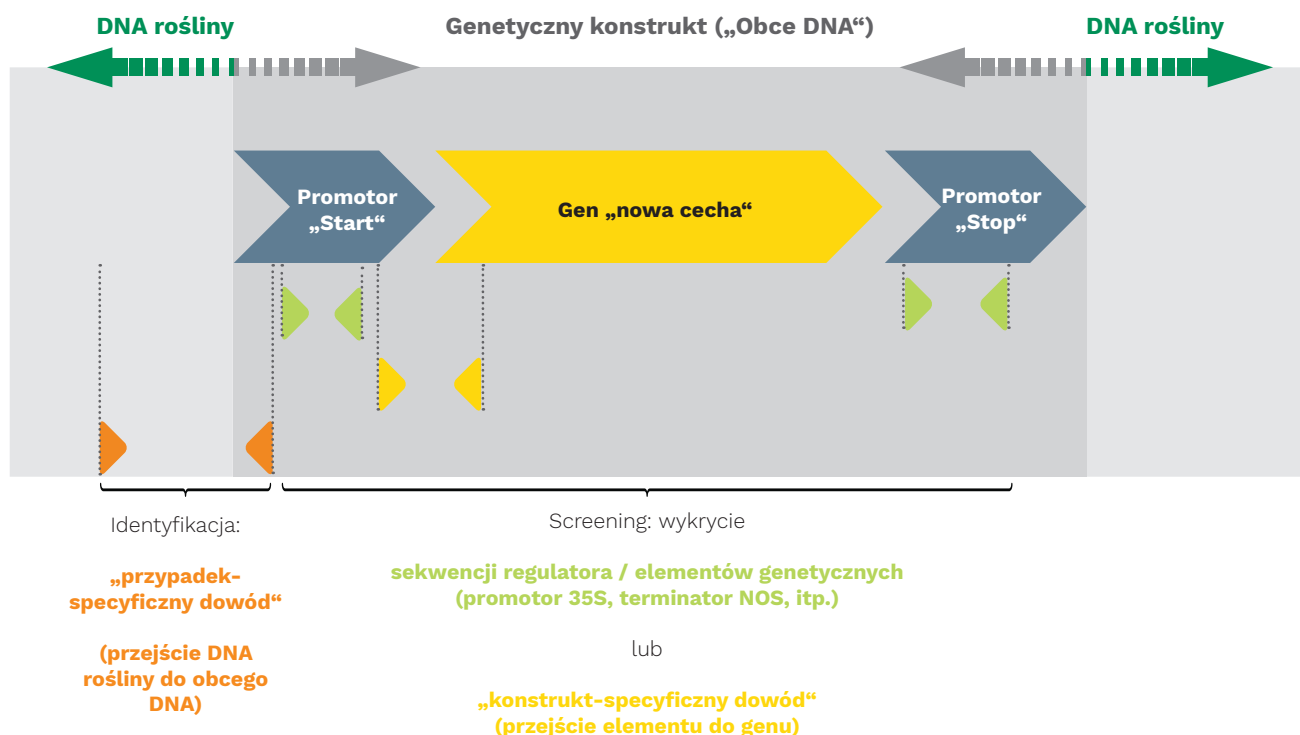 DNA rośliny
Genetyczny konstrukt („Obce DNA“)
DNA rośliny
Promotor
„Start“
Gen „nowa cecha“
Promotor
„Stop“
Identyfikacja:
„przypadek-
specyficzny dowód“
(przejście DNA
rośliny do obcego
DNA)
Screening: wykrycie
sekwencji regulatora / elementów genetycznych
(promotor 35S, terminator NOS, itp.)
lub
„konstrukt-specyficzny dowód“
(przejście elementu do genu)